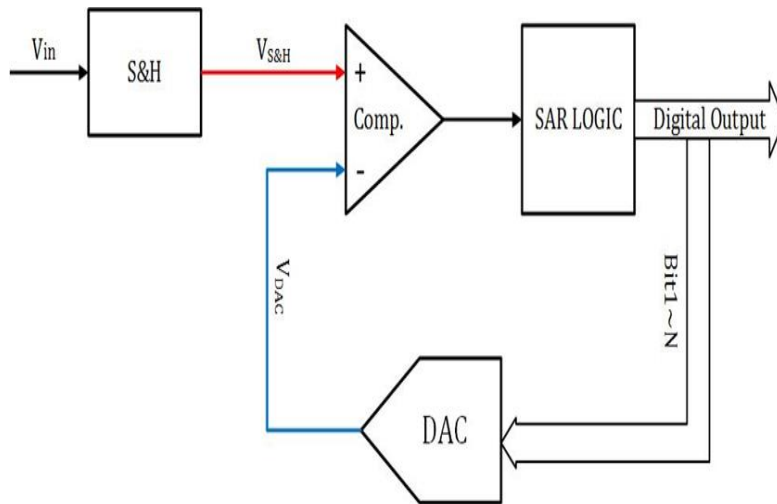 Vin
S&H
VS&H
+
Comp.
-
SAR LOGIC
Digital Output
VDAC
Bit1~N
DAC